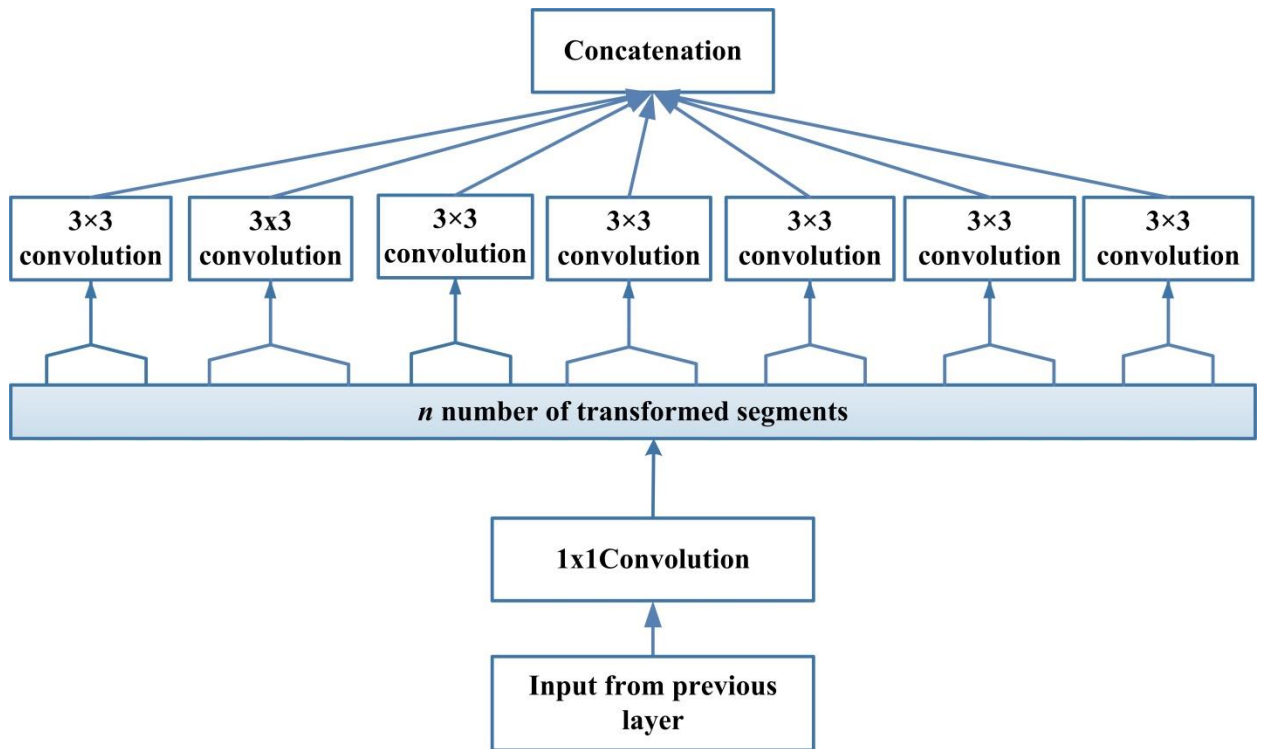 Concatenation
3×3
convolution
3x3
convolution
3×3
convolution
3×3
convolution
3×3
convolution
3×3
convolution
3×3
convolution
n number of transformed segments
1x1Convolution
Input from previous
layer